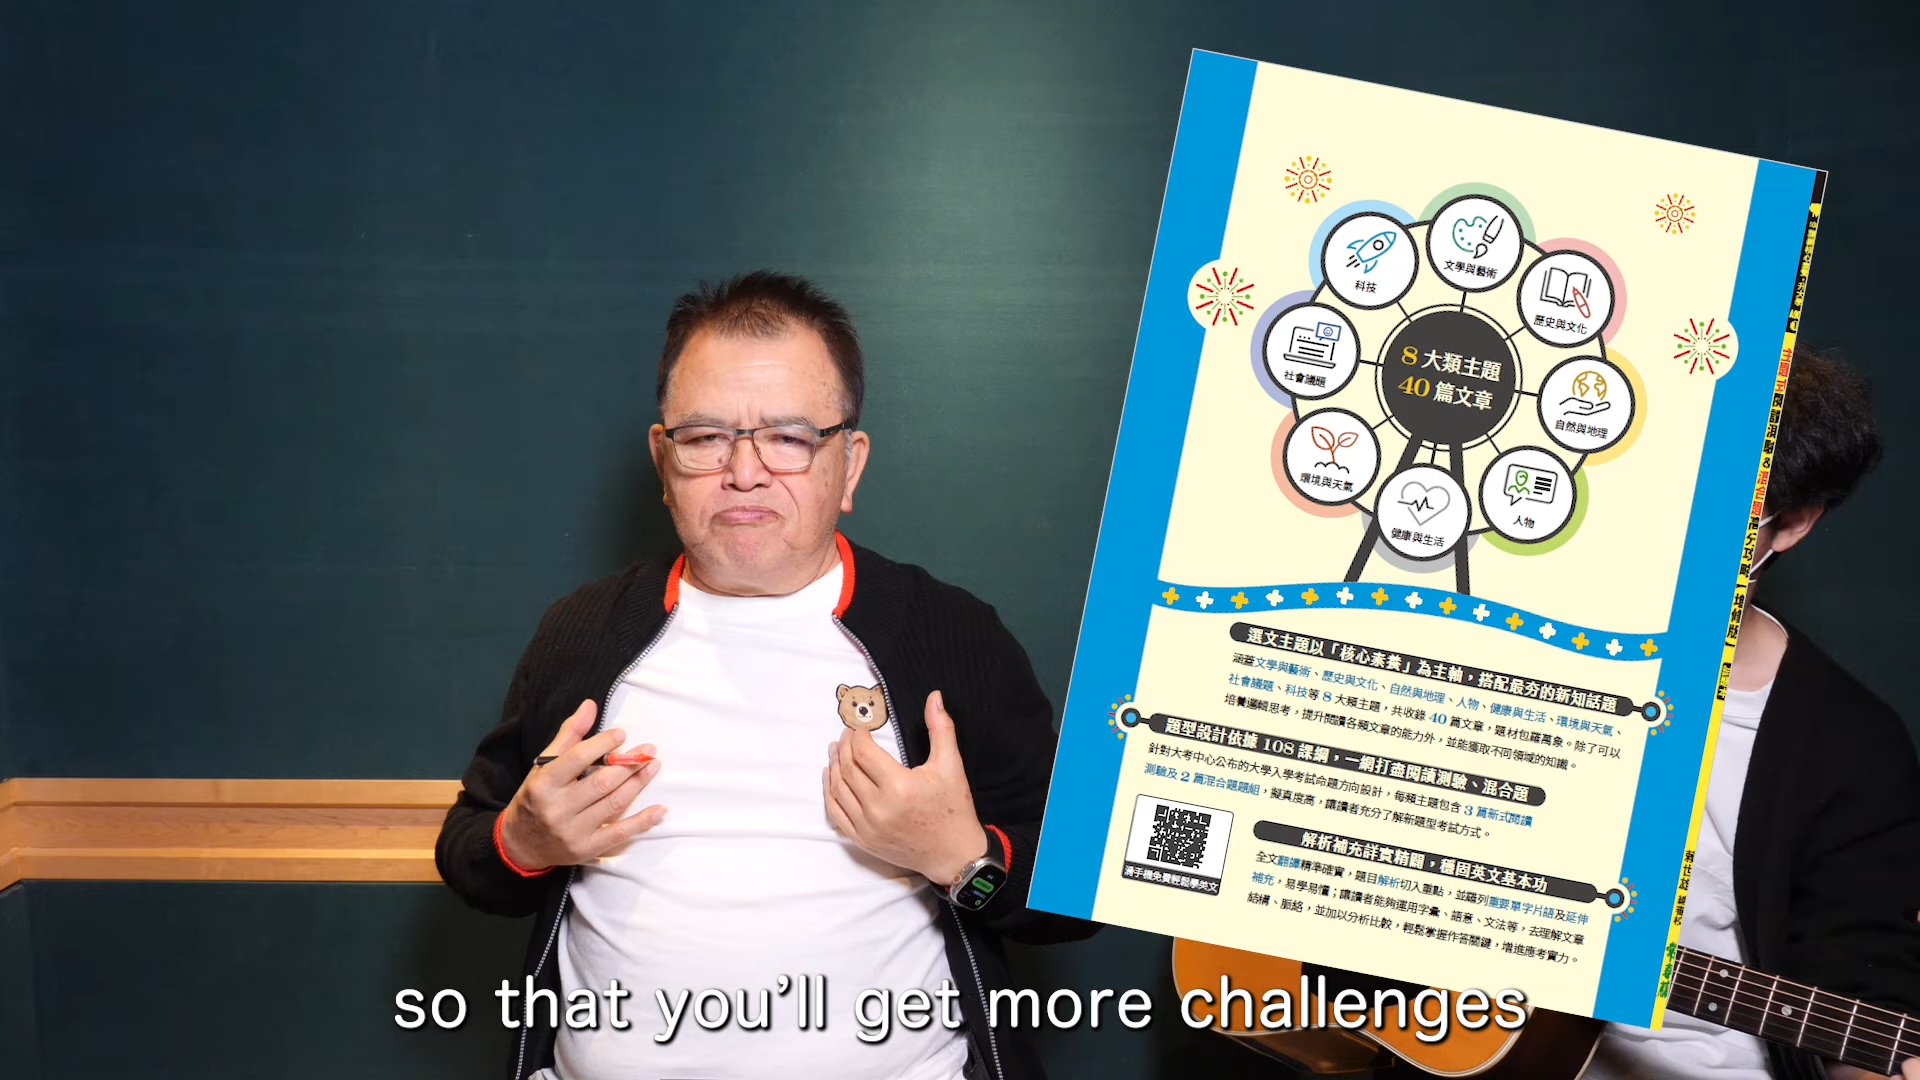 文學與藝術
科技
歷史與文化
社會議題
8 大類主題
40 篇文章
自然與地理
環境與天氣
人物
健康與生活
選文主題以「核心素養」為主軸，搭配最夯的新知話題
涵蓋文學與藝術、歷史與文化、自然與地理、人物、健康與生活、環境與天氣、
社會議題、科技等 8 大類主題，共收錄 40 篇文章，題材包羅萬象。除了可以
培養邏輯思考，提升閱讀各類文章的能力外，並能獲取不同領域的知識。
題型設計依據 108 課綱，一網打盡閱讀測驗、混合題
針對大考中心公布的大學入學考試命題方向設計，每類主題包含 3 篇新式閱讀
測驗及 2 篇混合題題組，擬真度高，讓讀者充分了解新題型考試方式。
解析補充詳實精闢，穩固英文基本功
全文翻譯精準確實，題目解析切入重點，並羅列重要單字片語及延伸
補充，易學易懂；讓讀者能夠運用字彙、語意、文法等，去理解文章
結構、脈絡，並加以分析比較，輕鬆掌握作答關鍵，增進應考實力。
滑手機免費輕鬆學英文
so that you'll get more challenges